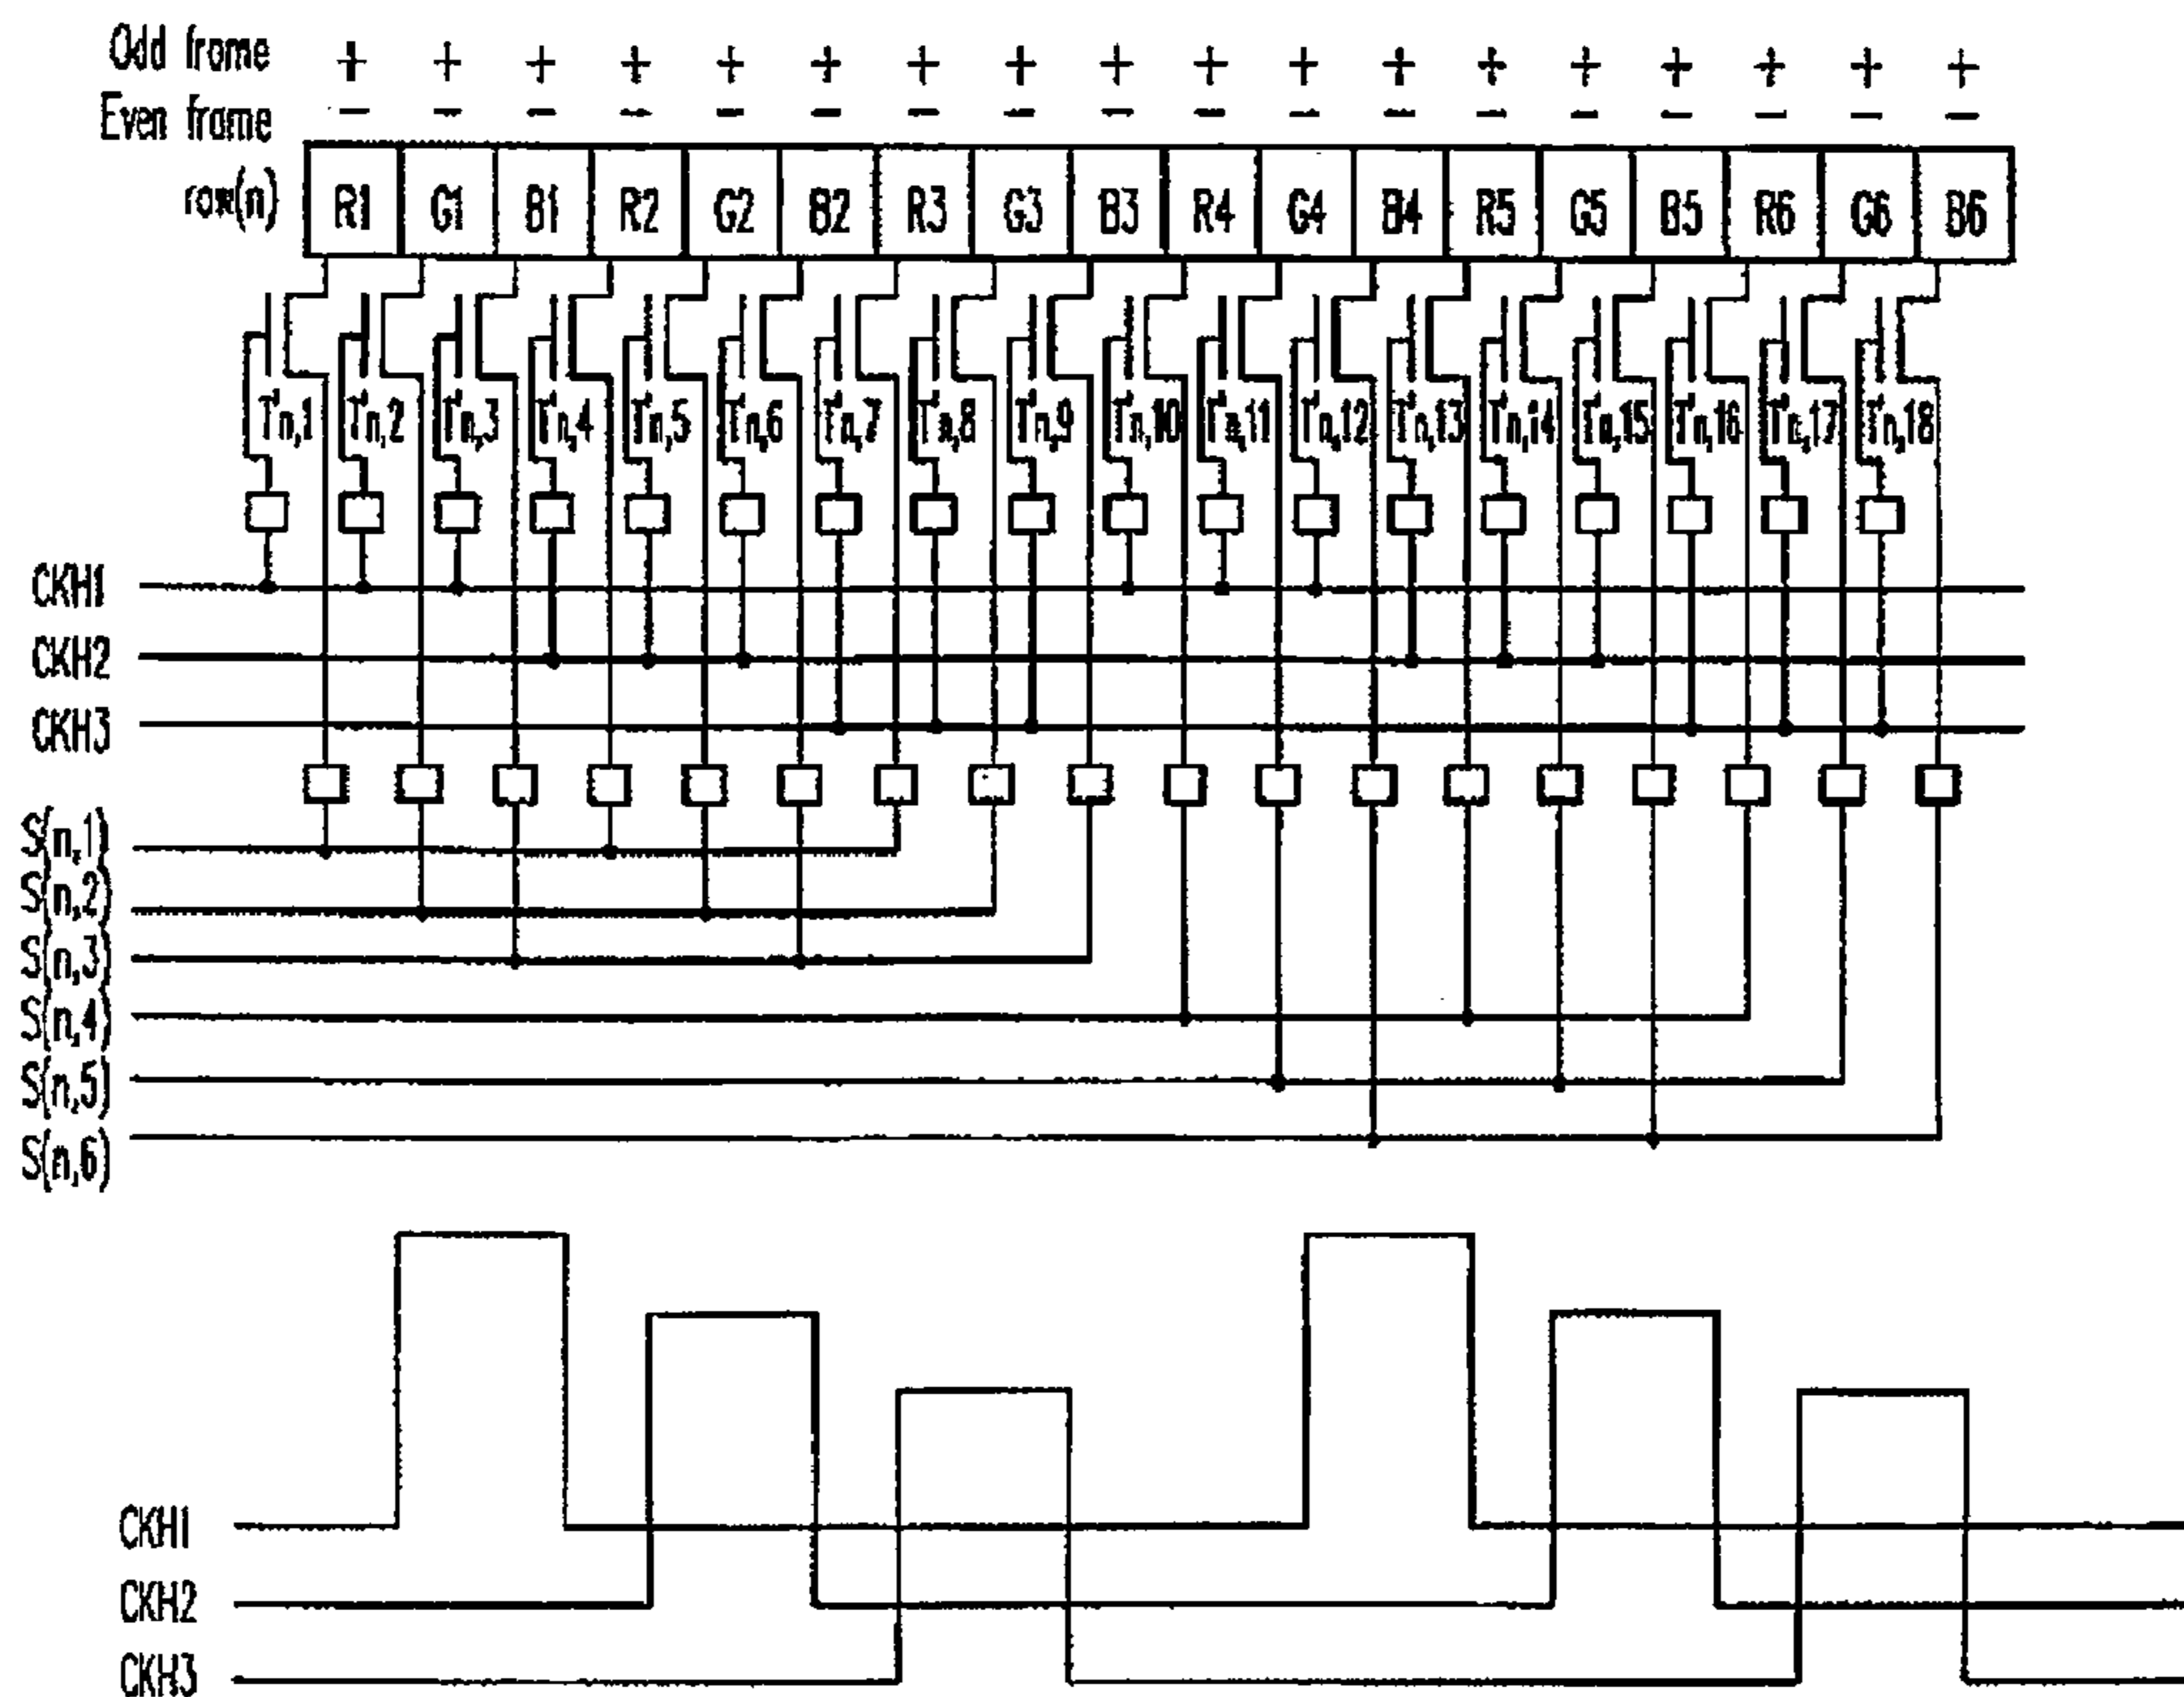 Odd frame + + + + + + + + + + + + + + + + + +
Even frame - - - - - - - - - - - - - - - - - -
row(n) R1 G1 B1 R2 G2 B2 R3 G3 B3 R4 G4 B4 R5 G5 B5 R6 G6 B6
Tn,1 Tn,2 Tn,3 Tn,4 Tn,5 Tn,6 Tn,7 Tn,8 Tn,9 Tn,10 Tn,11 Tn,12 Tn,13 Tn,14 Tn,15 Tn,16 Tn,17 Tn,18
CKH1
CKH2
CKH3
S(n,1)
S(n,2)
S(n,3)
S(n,4)
S(n,5)
S(n,6)
CKH1
CKH2
CKH3